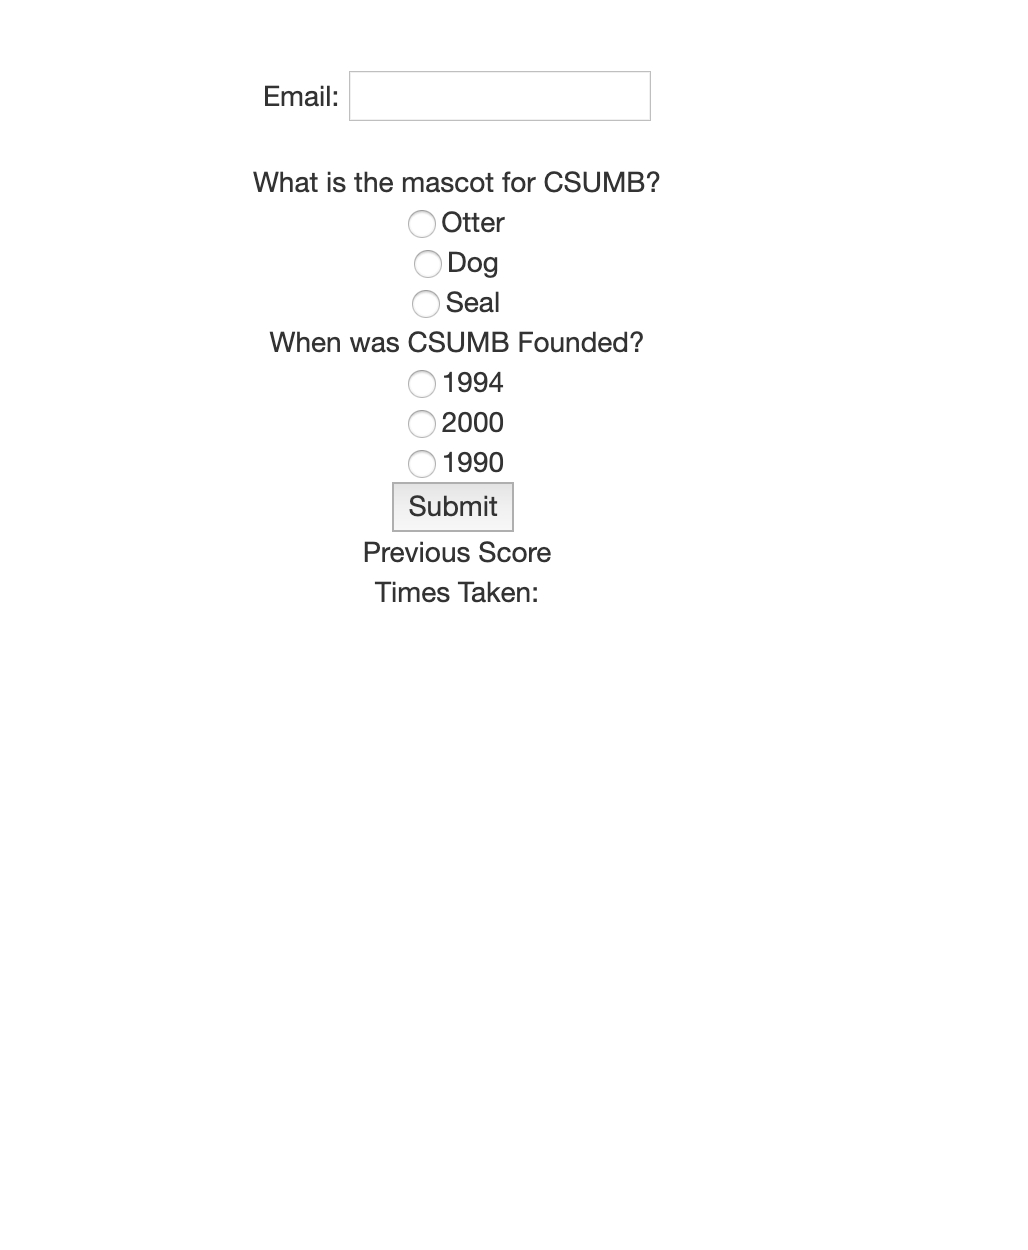 Email:
What is the mascot for CSUMB?
Otter
Dog
Seal
When was CSUMB Founded?
1994
2000
1990
Submit
Previous Score
Times Taken: